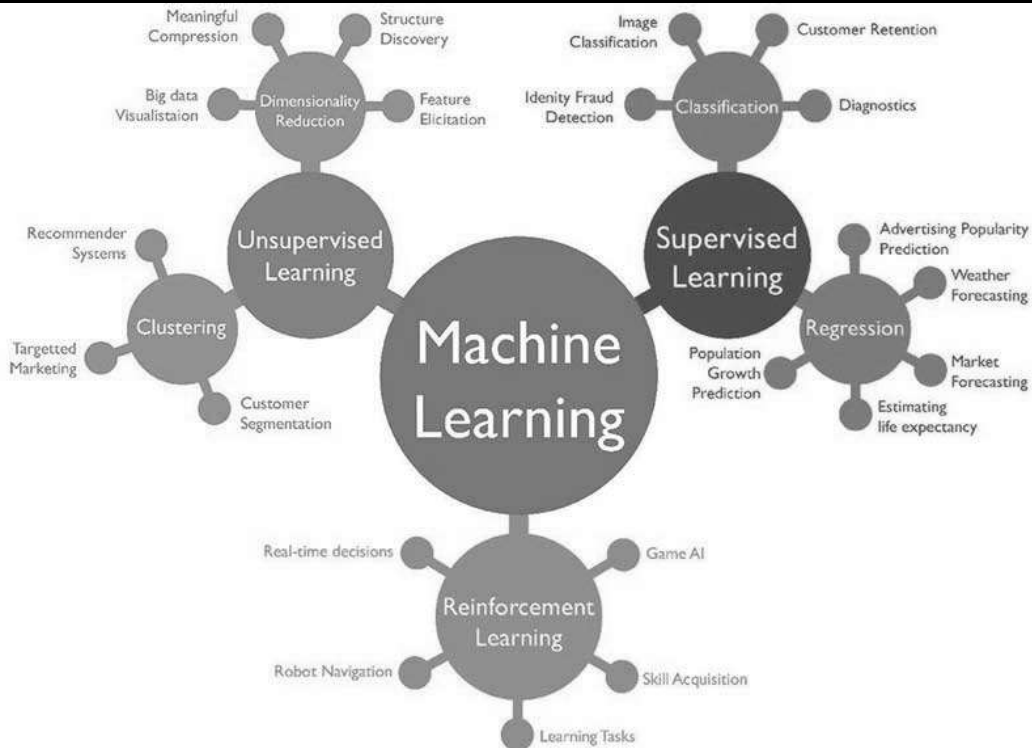 Meaningful
Compression
Structure
Discovery
Big data
Visualistaion
Dimensionality
Reduction
Feature
Elicitation
Image
Classification
Customer Retention
Idenity Fraud
Detection
Classification
Diagnostics
Recommender
Systems
Unsupervised
Learning
Clustering
Targetted
Marketing
Customer
Segmentation
Supervised
Learning
Advertising Popularity
Prediction
Weather
Forecasting
Regression
Population
Growth
Prediction
Market
Forecasting
Estimating
life expectancy
Machine
Learning
Real-time decisions
Game AI
Reinforcement
Learning
Robot Navigation
Skill Acquisition
Learning Tasks